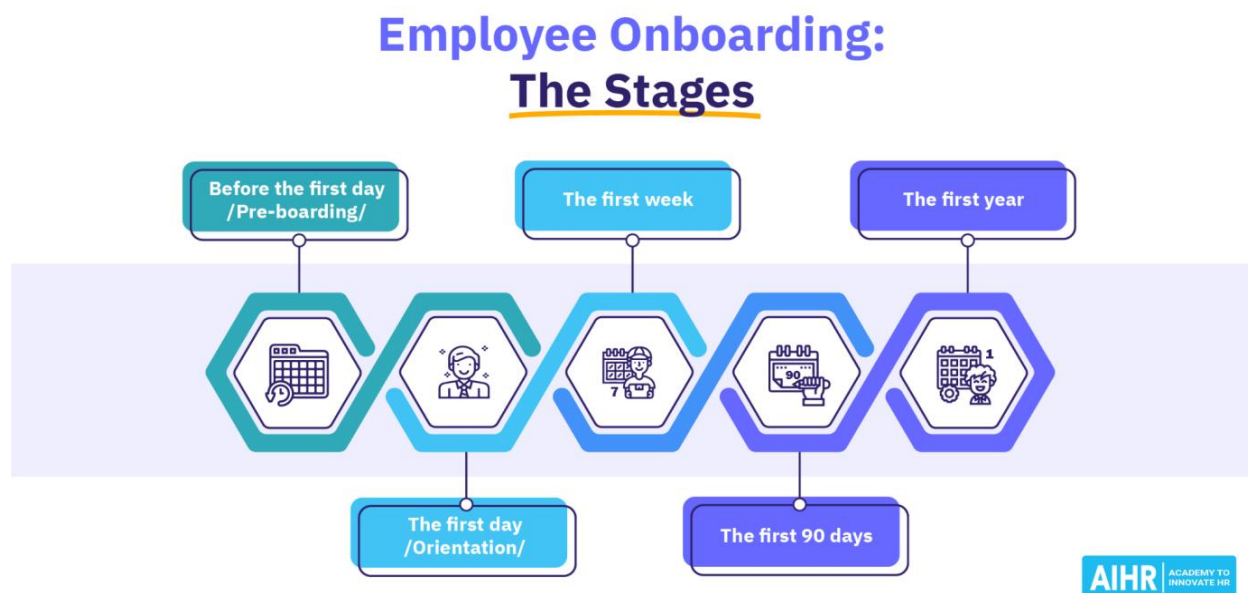 Employee Onboarding:
The Stages
Before the first day
/Pre-boarding/
The first week
The first year
7
90
1
The first day
/Orientation/
The first 90 days
AIHR
ACADEMY TO
INNOVATE HR